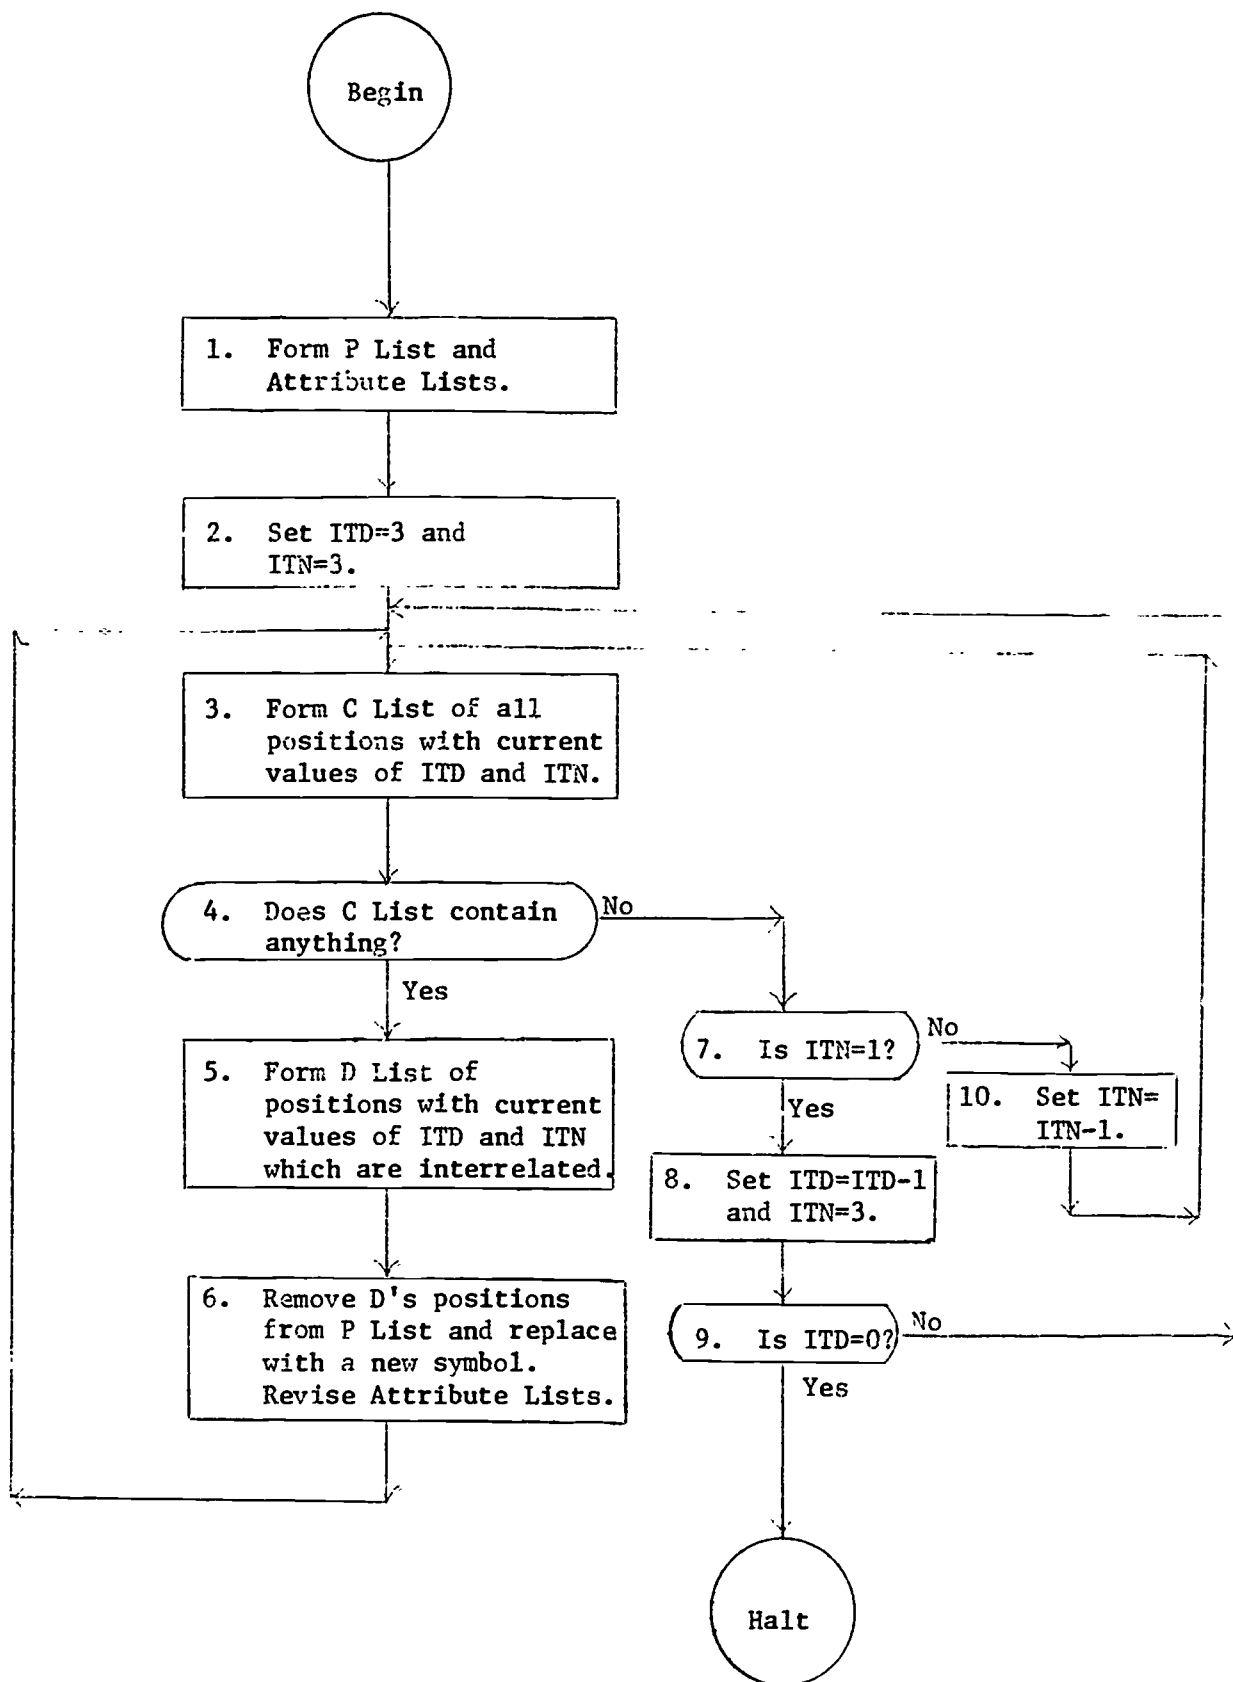 Begin
1. Form P List and
Attribute Lists.
2. Set ITD=3 and
ITN=3.
3. Form C List of all
positions with current
values of ITD and ITN.
4. Does C List contain
anything?
No
Yes
5. Form D List of
positions with current
values of ITD and ITN
which are interrelated.
6. Remove D's positions
from P List and replace
with a new symbol.
Revise Attribute Lists.
7. Is ITN=1?
No
Yes
10. Set ITN=
ITN-1.
8. Set ITD=ITD-1
and ITN=3.
9. Is ITD=0?
No
Yes
Halt